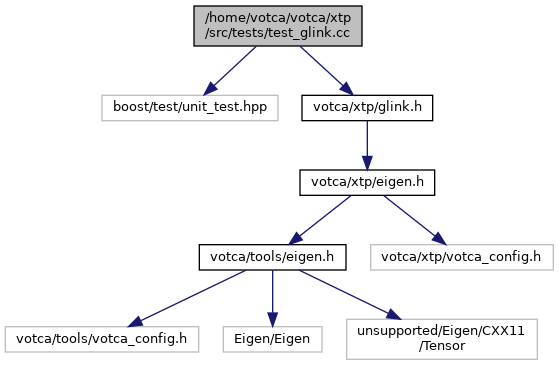 /home/votca/votca/xtp
/src/tests/test_glink.cc
boost/test/unit_test.hpp
votca/xtp/glink.h
votca/xtp/eigen.h
votca/tools/eigen.h
votca/xtp/votca_config.h
votca/tools/votca_config.h
Eigen/Eigen
unsupported/Eigen/CXX11
/Tensor